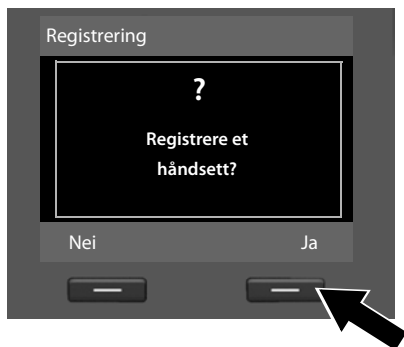 Registrering
?
Registrere et
håndsett?
Nei Ja